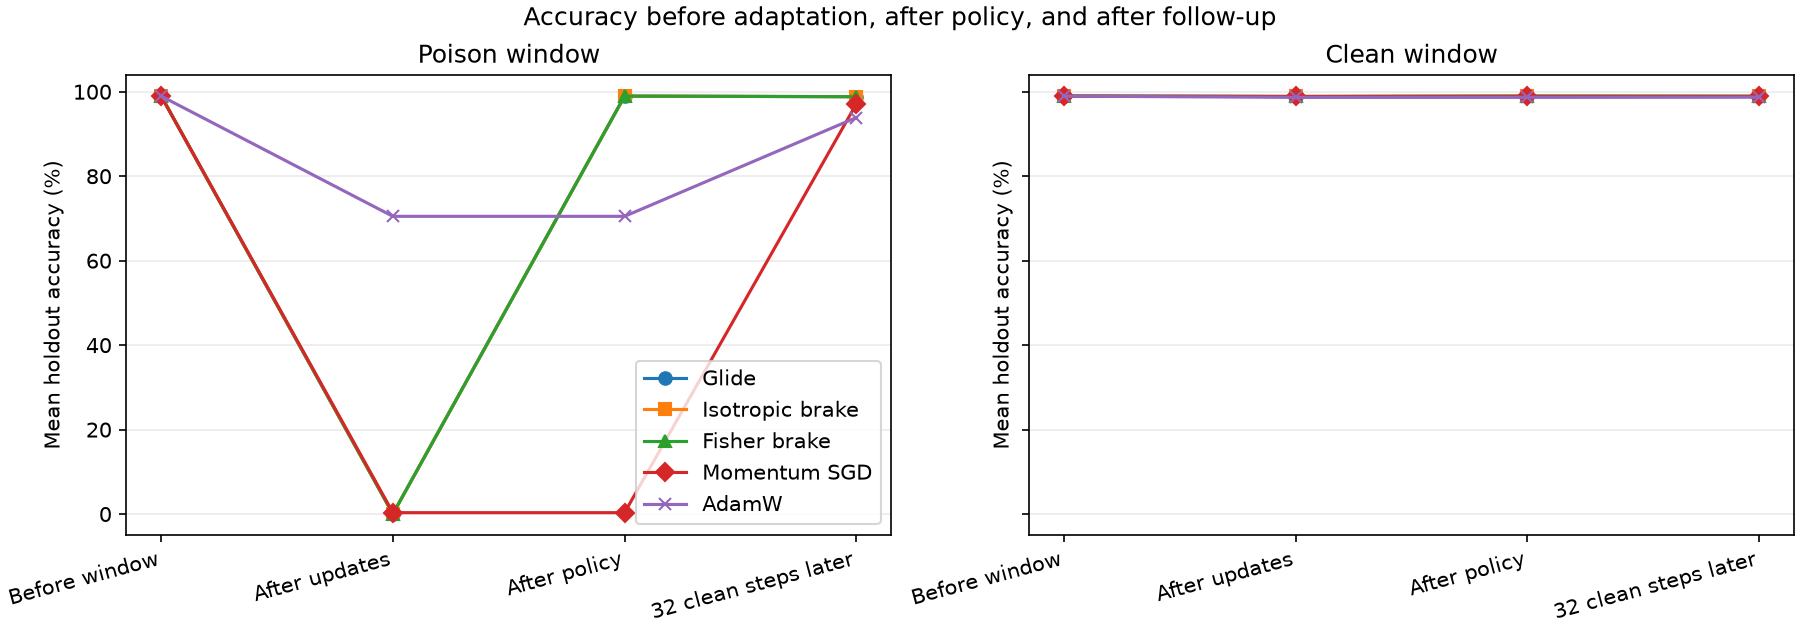 Accuracy before adaptation, after policy, and after follow-up
Poison window
Mean holdout accuracy (%)
100
80
60
40
20
0
Before window
After updates
After policy
32 clean steps later
Glide
Isotropic brake
Fisher brake
Momentum SGD
AdamW
Clean window
Mean holdout accuracy (%)
Before window
After updates
After policy
32 clean steps later